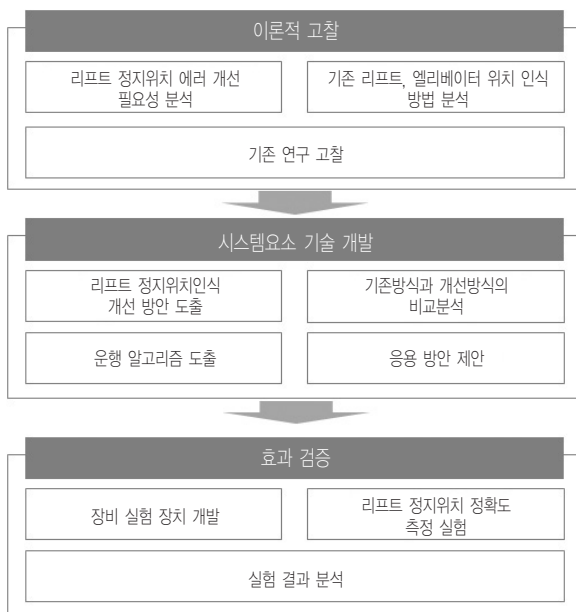 이론적 고찰
리프트 정지위치 에러 개선
필요성 분석
기존 리프트, 엘리베이터 위치 인식
방법 분석
기존 연구 고찰
시스템요소 기술 개발
리프트 정지위치인식
개선 방안 도출
기존방식과 개선방식의
비교분석
운행 알고리즘 도출
응용 방안 제안
효과 검증
장비 실험 장치 개발
리프트 정지위치 정확도
측정 실험
실험 결과 분석